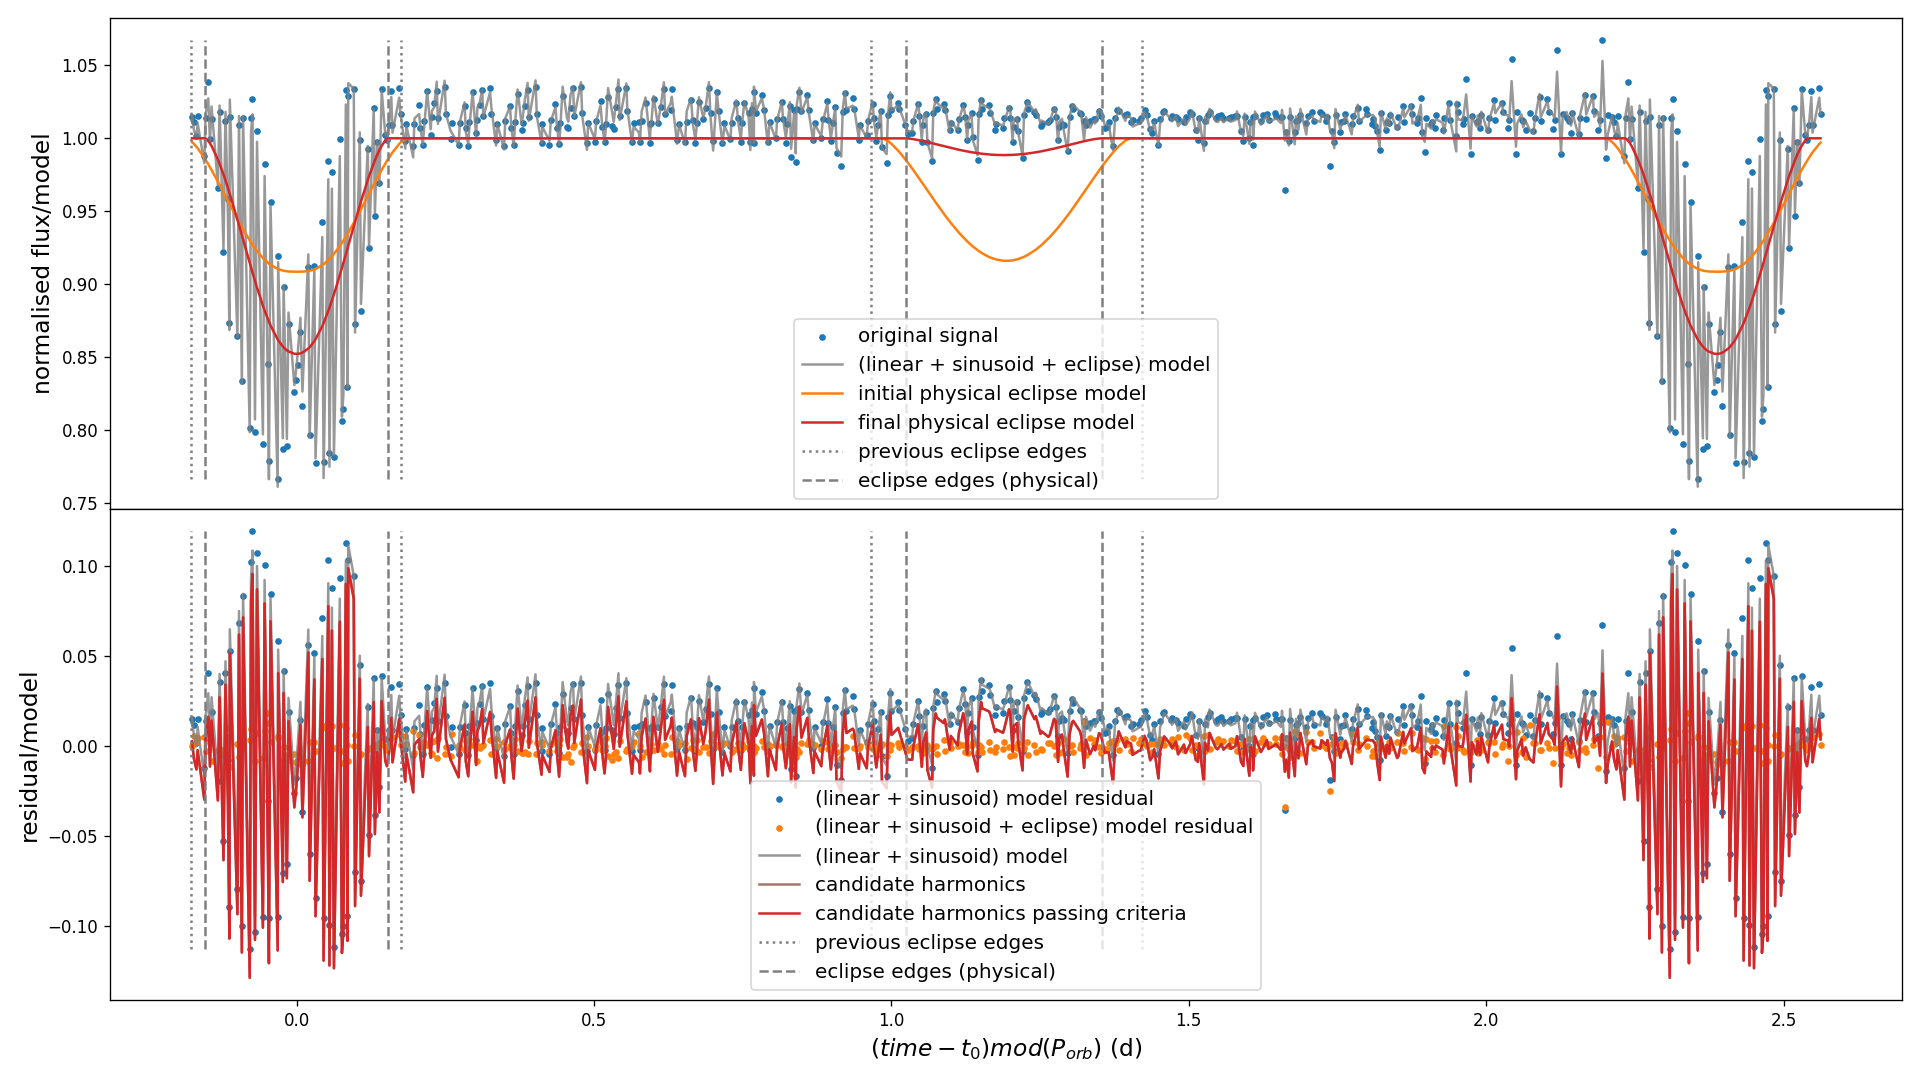 1.05
1.00
0.95
0.90
0.85
0.80
0.75
normalised flux/model
original signal
(linear + sinusoid + eclipse) model
initial physical eclipse model
final physical eclipse model
previous eclipse edges
eclipse edges (physical)
0.10
0.05
0.00
−0.05
−0.10
residual/model
(linear + sinusoid) model residual
(linear + sinusoid + eclipse) model residual
(linear + sinusoid) model
candidate harmonics
candidate harmonics passing criteria
previous eclipse edges
eclipse edges (physical)
0.0 0.5 1.0 1.5 2.0 2.5
(time − t₀)mod(P_orb) (d)